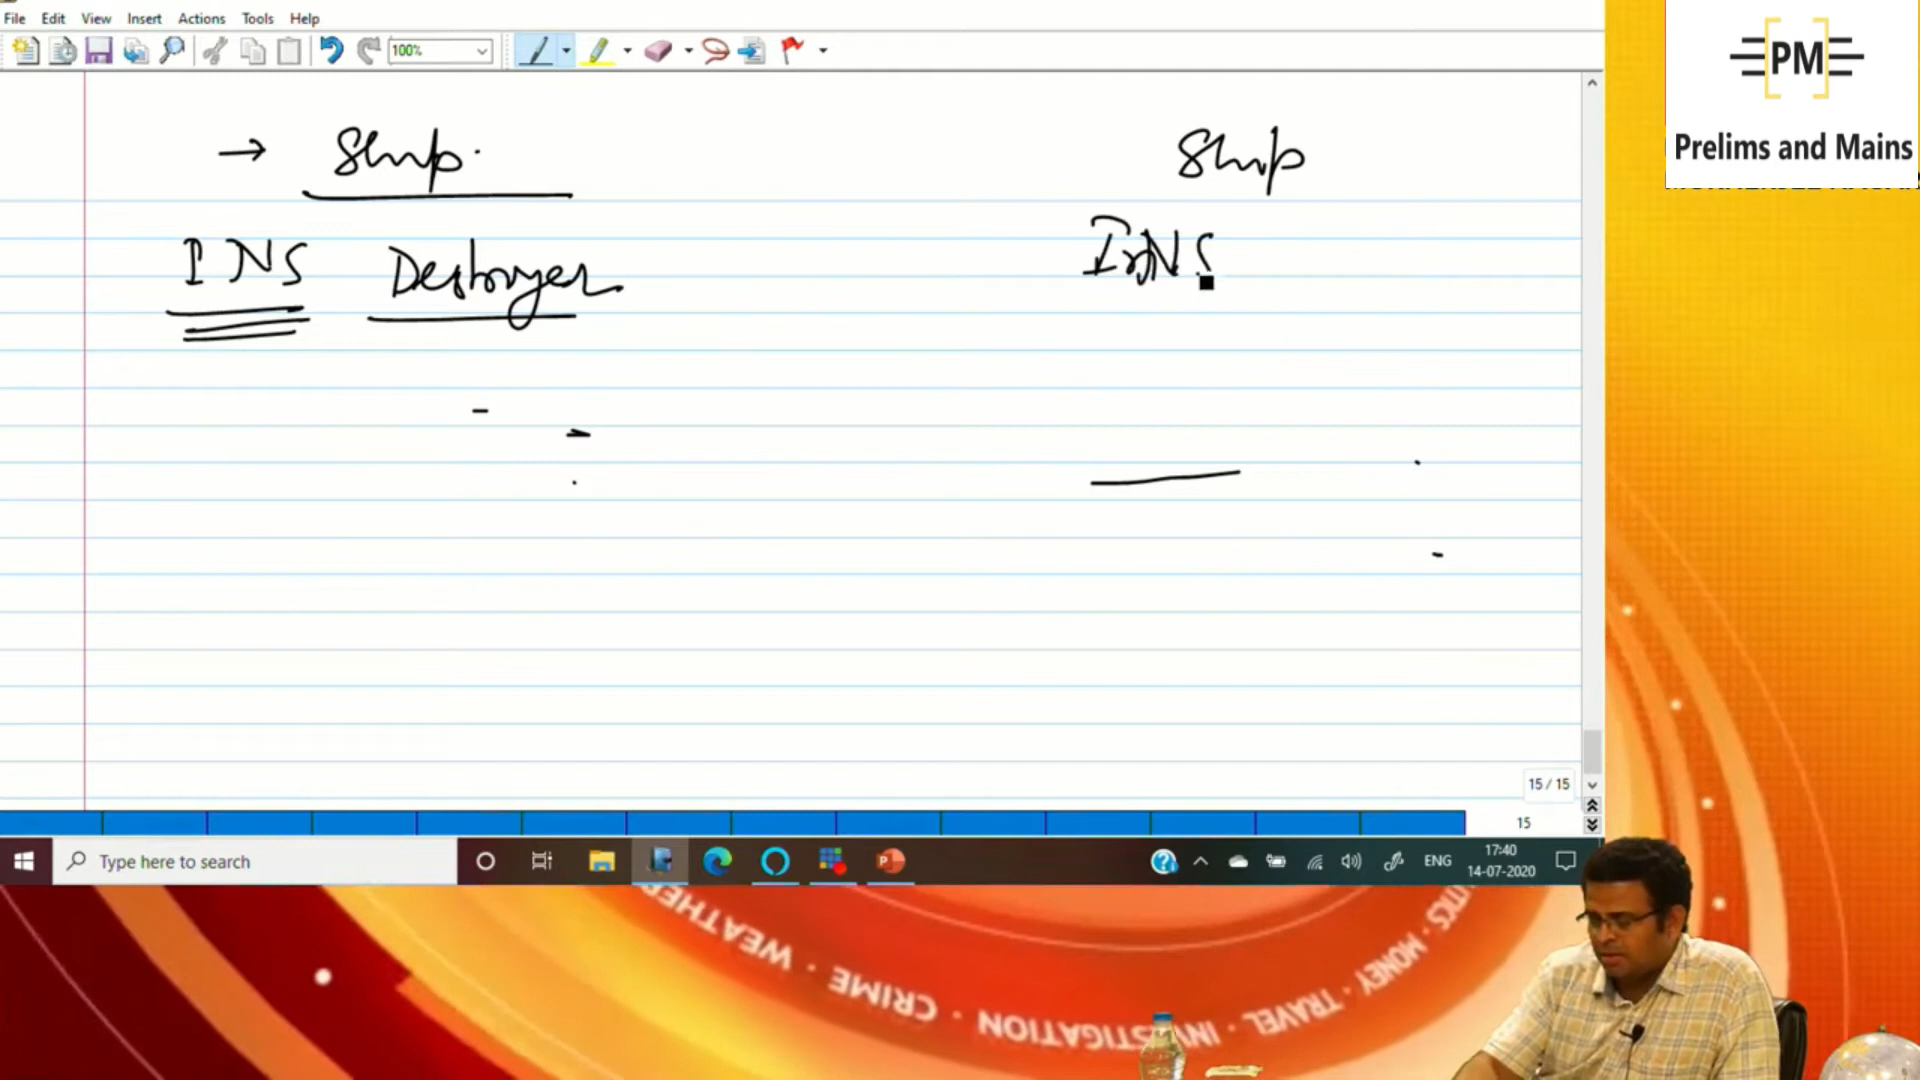 File Edit View Insert Actions Tools Help
PM
Prelims and Mains
100%
→ Ship. Ship
INS Destroyer
15 / 15
15
Type here to search
ENG
17:40
14-07-2020
WEATHER · CRIME · INVESTIGATION · TRAVEL · MONEY ·